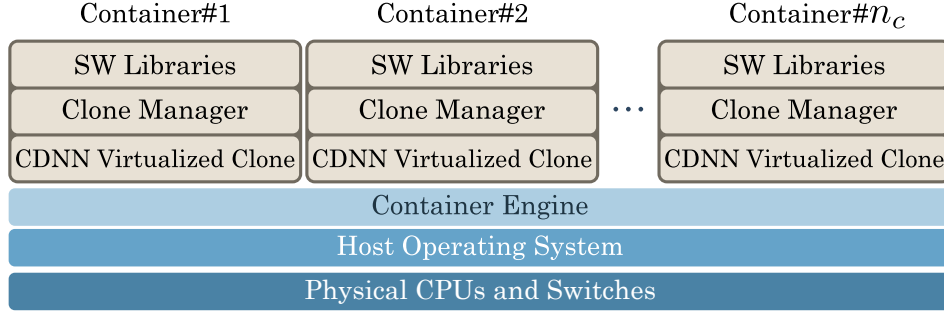 Container#1 Container#2 Container#n_c
SW Libraries SW Libraries SW Libraries
Clone Manager Clone Manager ... Clone Manager
CDNN Virtualized Clone CDNN Virtualized Clone CDNN Virtualized Clone
Container Engine
Host Operating System
Physical CPUs and Switches